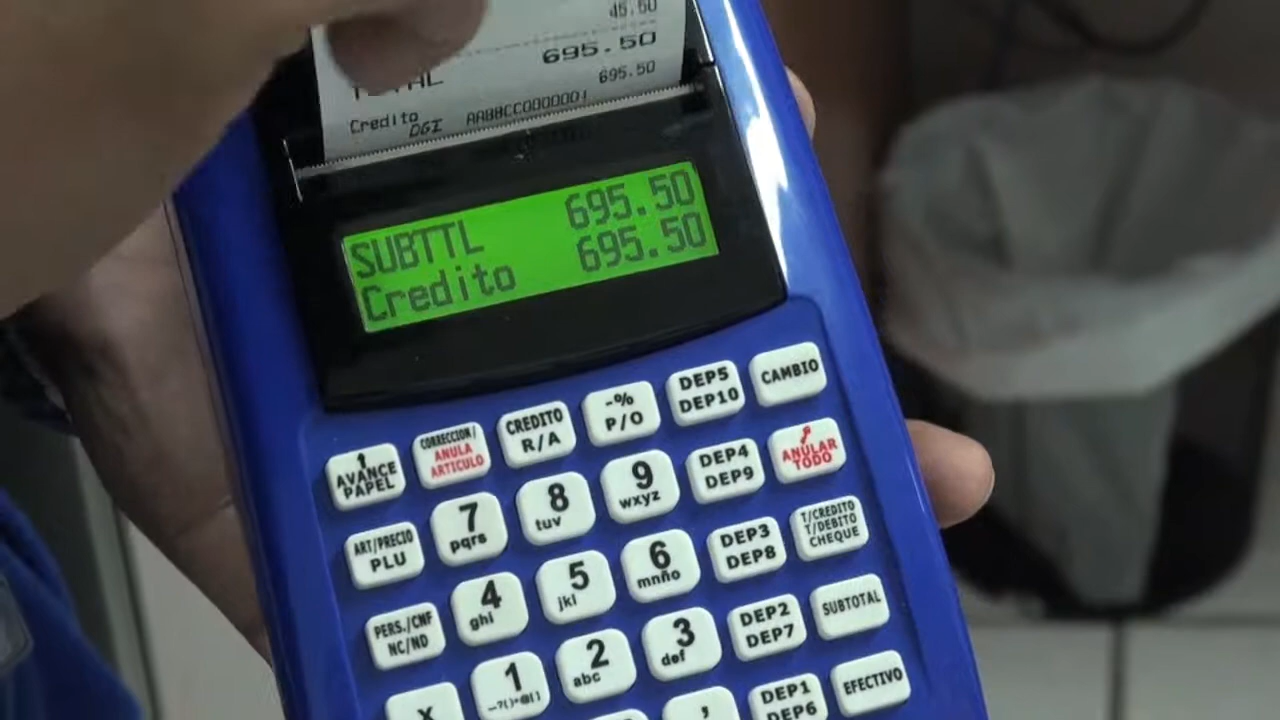 45.50
695.50
TOTAL
695.50
Credito
DGI AABBCC0000001
SUBTTL 695.50
Credito 695.50
AVANCE
PAPEL
CORRECCION/
ANULA
ARTICULO
CREDITO
R/A
-%
P/O
DEP5
DEP10
CAMBIO
ART/PRECIO
PLU
7
pqrs
8
tuv
9
wxyz
DEP4
DEP9
ANULAR
TODO
PERS./CNF
NC/ND
4
ghi
5
jkl
6
mnño
DEP3
DEP8
T/CREDITO
T/DEBITO
CHEQUE
X
1
2
abc
3
def
DEP2
DEP7
SUBTOTAL
,
DEP1
DEP6
EFECTIVO